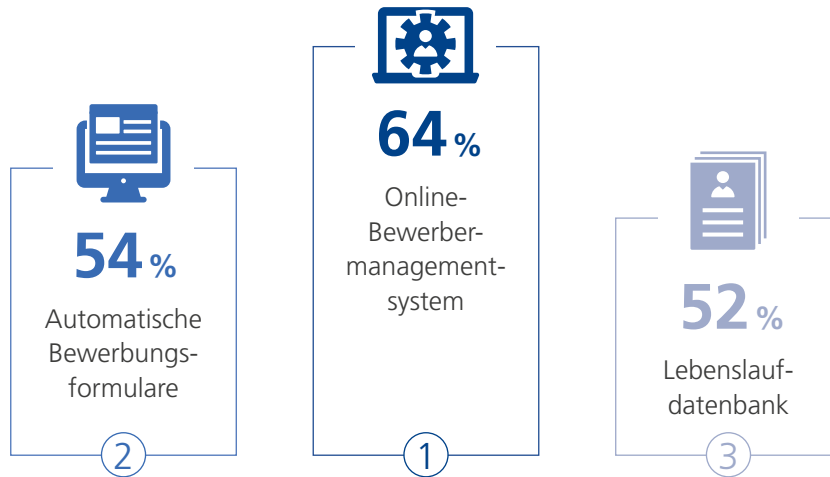 54 %
Automatische
Bewerbungs-
formulare
2
64 %
Online-
Bewerber-
management-
system
1
52 %
Lebenslauf-
datenbank
3